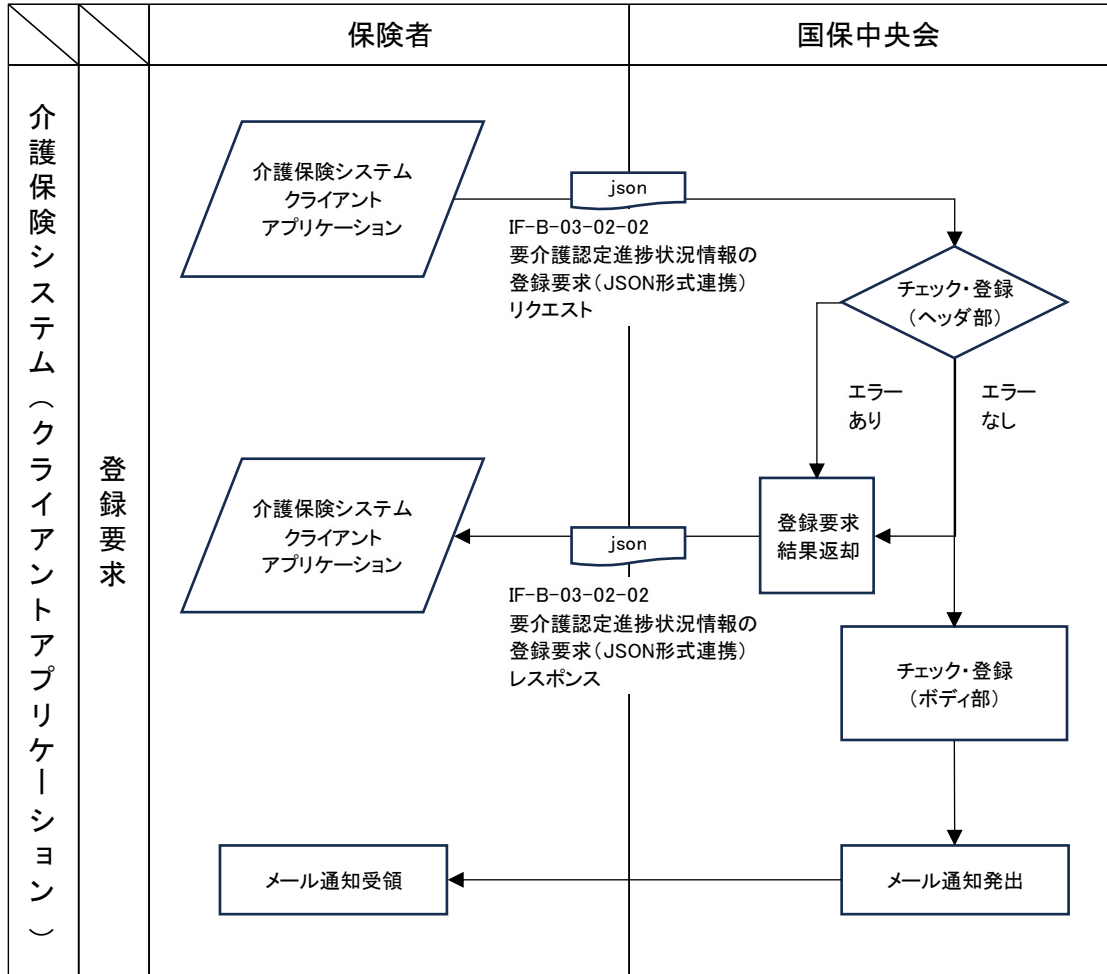 保険者
国保中央会
介護保険システム（クライアントアプリケーション）
登録要求
介護保険システム
クライアント
アプリケーション
json
IF-B-03-02-02
要介護認定進捗状況情報の
登録要求（JSON形式連携）
リクエスト
チェック・登録
（ヘッダ部）
エラー
あり
エラー
なし
介護保険システム
クライアント
アプリケーション
json
登録要求
結果返却
IF-B-03-02-02
要介護認定進捗状況情報の
登録要求（JSON形式連携）
レスポンス
チェック・登録
（ボディ部）
メール通知受領
メール通知発出